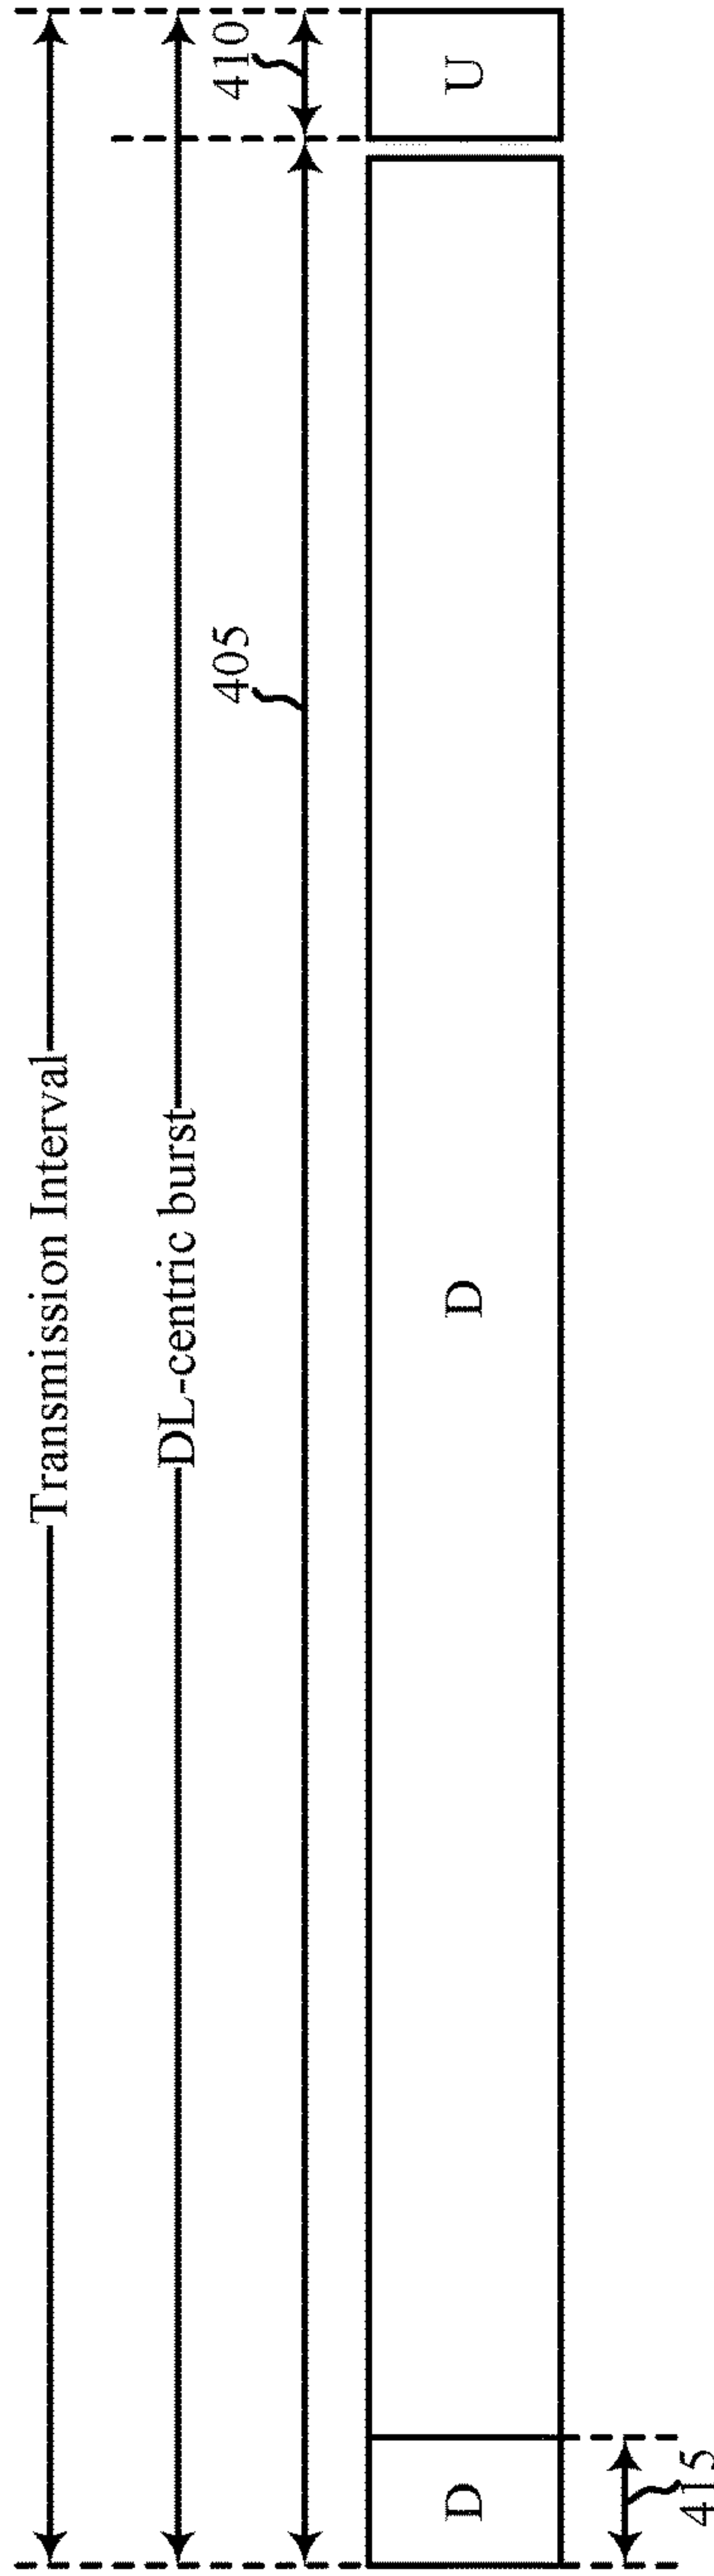 Transmission Interval
DL-centric burst
405
410
D
D
U
415